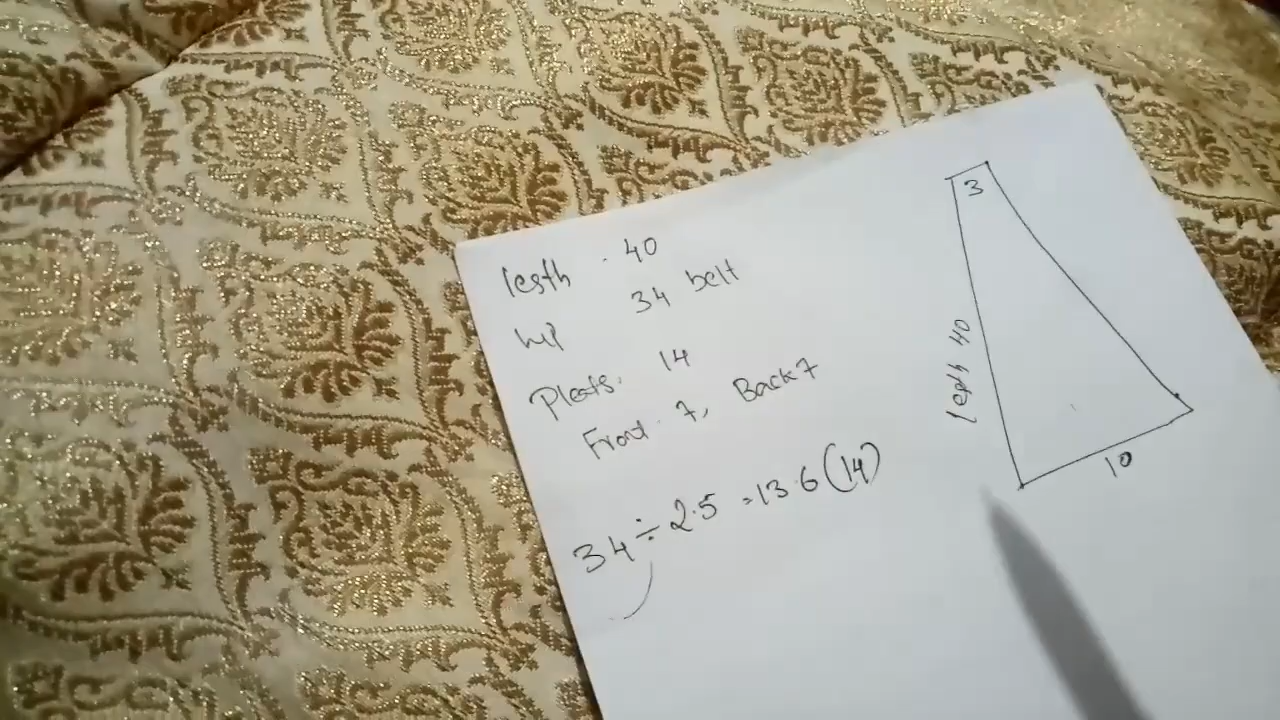 lesth . 40
hip 34 belt
Pleats. 14
Front. 7, Back 7
34 ÷ 2.5 = 13.6 (14)
3
lesth 40
10